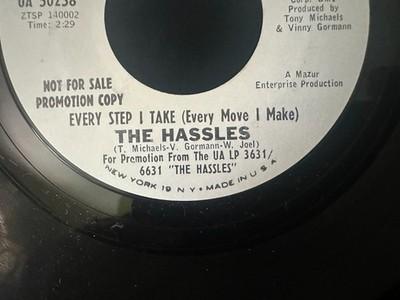 UA 50258
ZTSP 140002
Time: 2:29
Produced by
Tony Michaels
& Vinny Gormann
NOT FOR SALE
PROMOTION COPY
A Mazur
Enterprise Production
EVERY STEP I TAKE (Every Move I Make)
THE HASSLES
(T. Michaels-V. Gormann-W. Joel)
For Premotion From The UA LP 3631/
6631 "THE HASSLES"
NEW YORK 19 N Y • MADE IN U S A